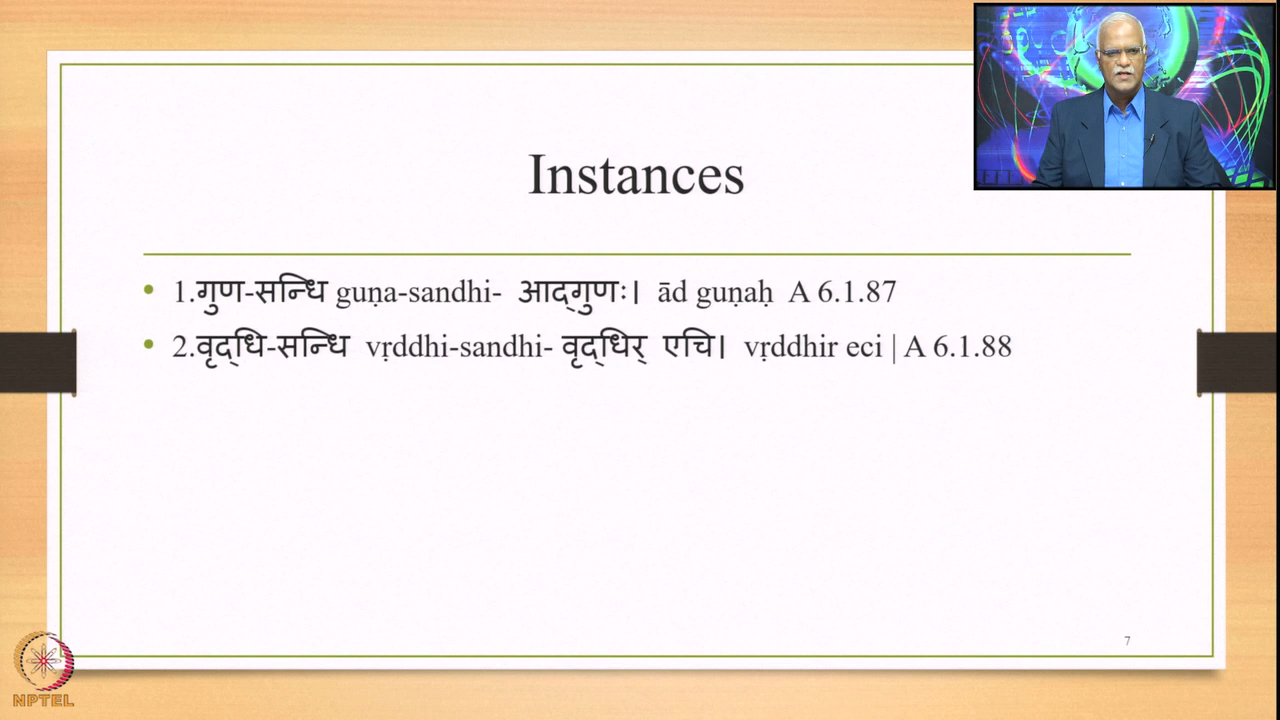 Instances
1.गुण-सन्धि guṇa-sandhi- आद्‌गुणः। ād guṇaḥ A 6.1.87
2.वृद्‌धि-सन्धि vṛddhi-sandhi- वृद्‌धिर् एचि। vṛddhir eci | A 6.1.88
7
NPTEL